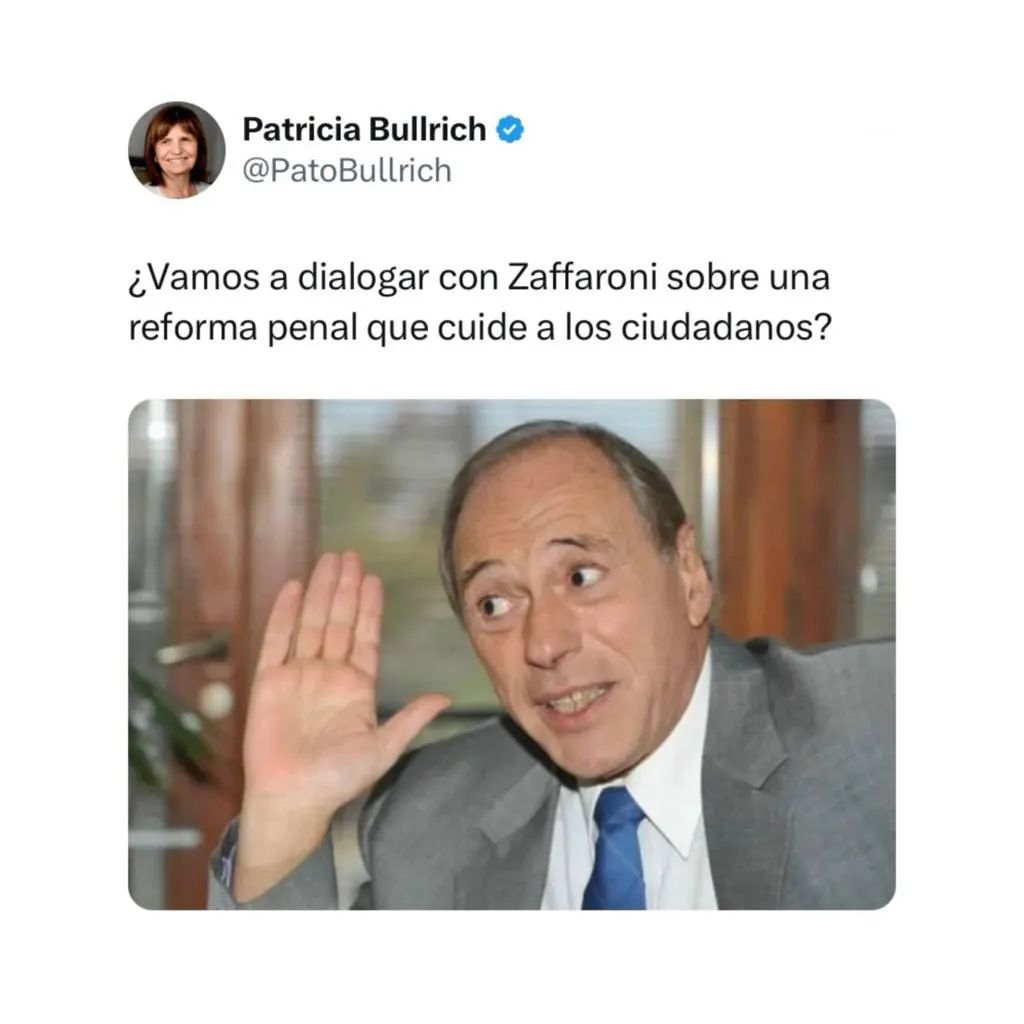 Patricia Bullrich
@PatoBullrich
¿Vamos a dialogar con Zaffaroni sobre una
reforma penal que cuide a los ciudadanos?